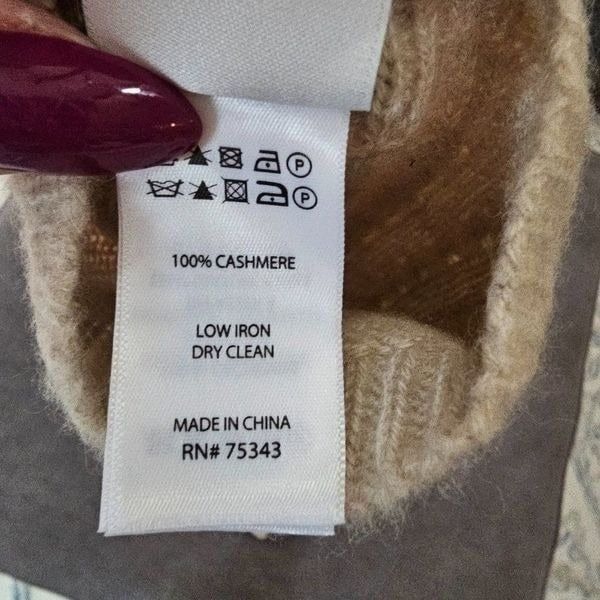 P
P
100% CASHMERE
LOW IRON
DRY CLEAN
MADE IN CHINA
RN# 75343